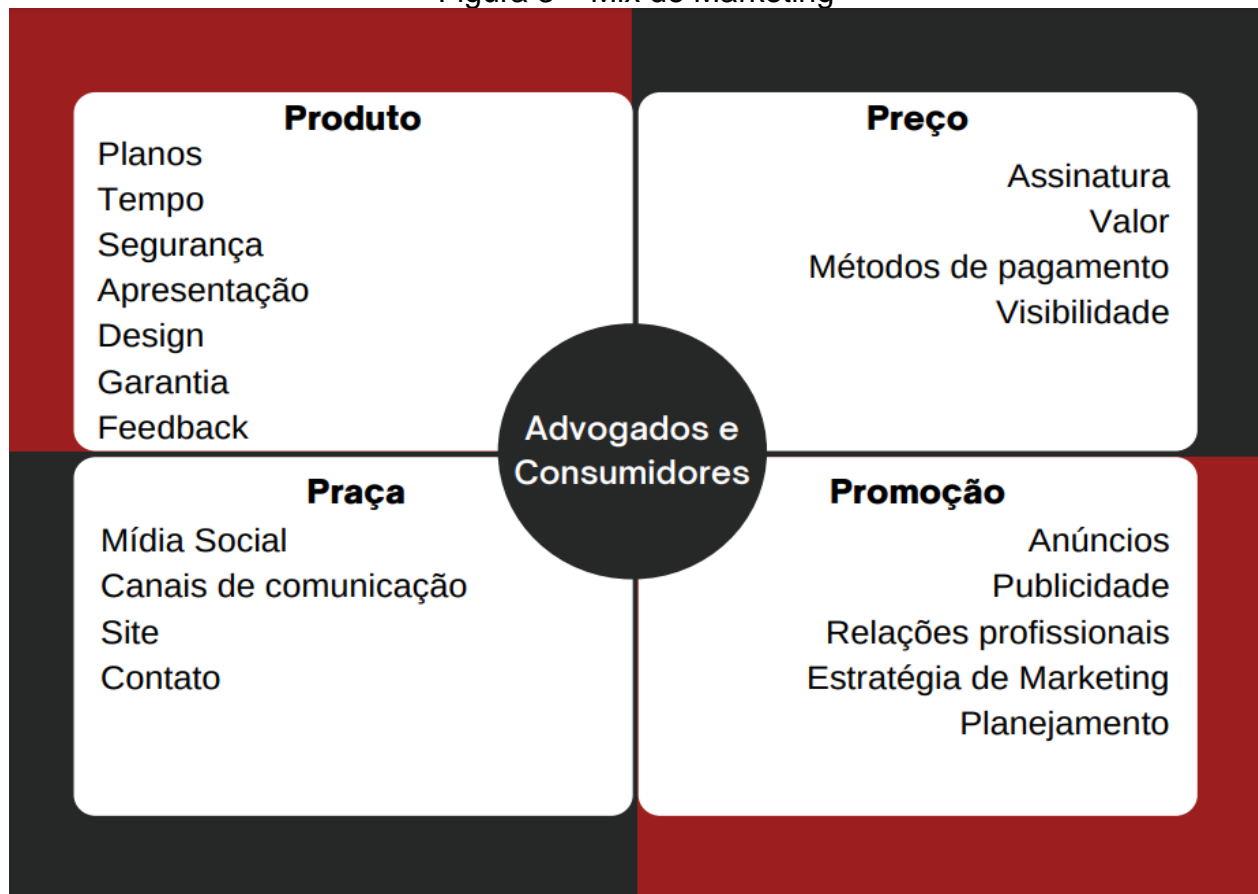 Produto
Planos
Tempo
Segurança
Apresentação
Design
Garantia
Feedback
Preço
Assinatura
Valor
Métodos de pagamento
Visibilidade
Advogados e
Consumidores
Praça
Mídia Social
Canais de comunicação
Site
Contato
Promoção
Anúncios
Publicidade
Relações profissionais
Estratégia de Marketing
Planejamento